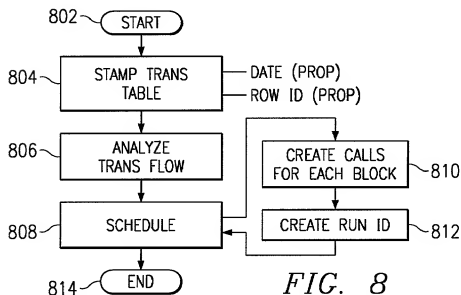 802
START
804
STAMP TRANS
TABLE
DATE (PROP)
ROW ID (PROP)
806
ANALYZE
TRANS FLOW
CREATE CALLS
FOR EACH BLOCK
810
808
SCHEDULE
CREATE RUN ID
812
814
END
FIG. 8